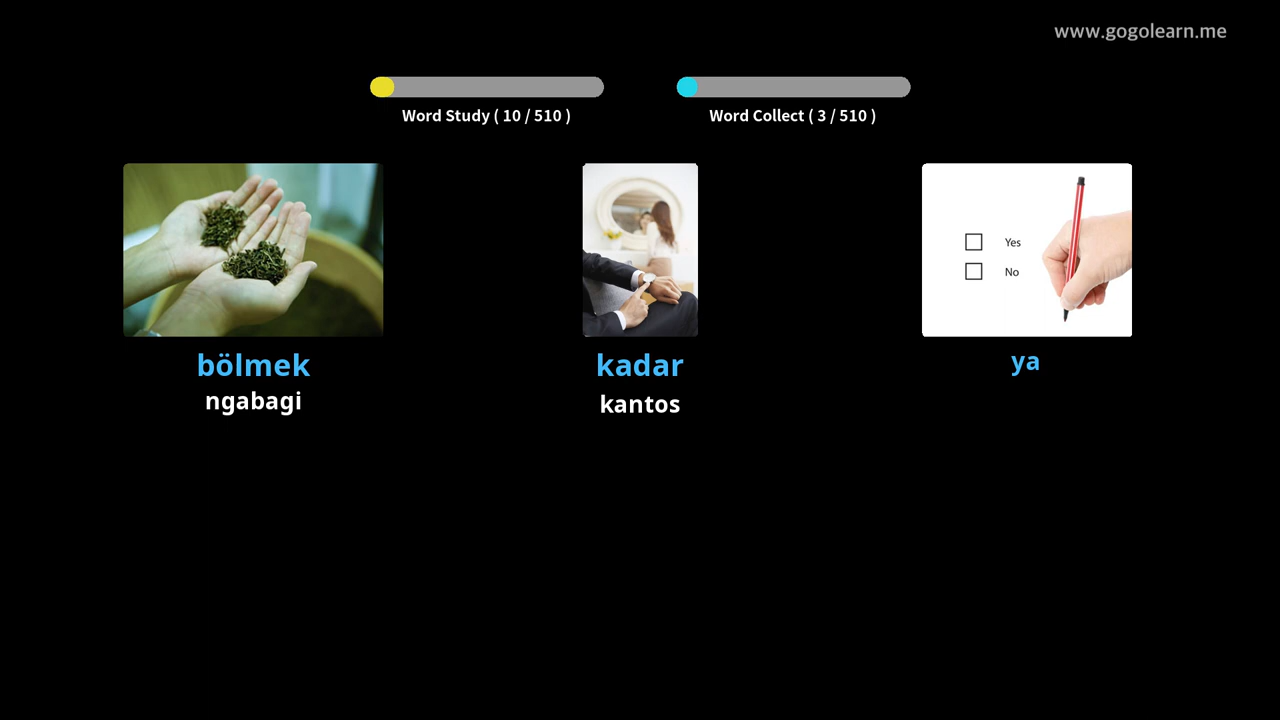 www.gogolearn.me
Word Study ( 10 / 510 )
Word Collect ( 3 / 510 )
Yes
No
bölmek
kadar
ya
ngabagi
kantos